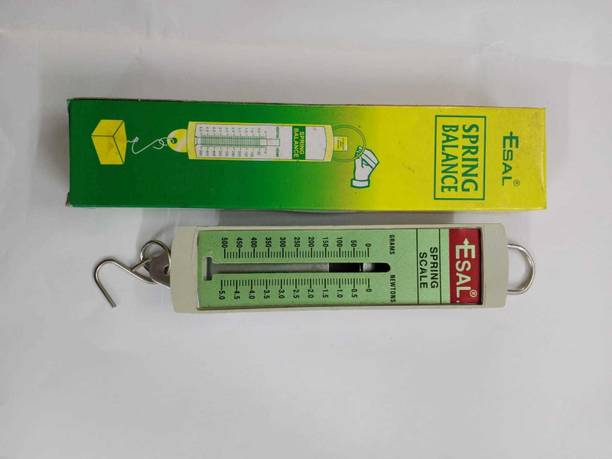 ESAL®
SPRING
BALANCE
SPRING
BALANCE
ESAL®
SPRING
SCALE
GRAMS NEWTONS
0 0
50 0.5
100 1.0
150 1.5
200 2.0
250 2.5
300 3.0
350 3.5
400 4.0
450 4.5
500 5.0